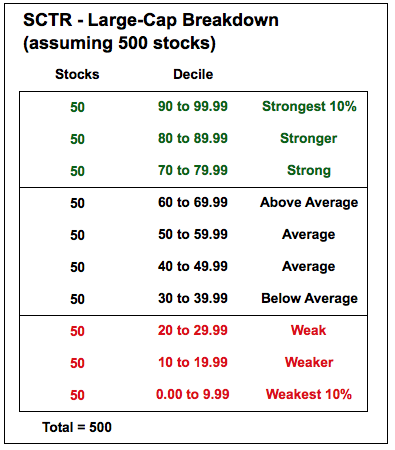 SCTR - Large-Cap Breakdown
(assuming 500 stocks)
Stocks Decile
50 90 to 99.99 Strongest 10%
50 80 to 89.99 Stronger
50 70 to 79.99 Strong
50 60 to 69.99 Above Average
50 50 to 59.99 Average
50 40 to 49.99 Average
50 30 to 39.99 Below Average
50 20 to 29.99 Weak
50 10 to 19.99 Weaker
50 0.00 to 9.99 Weakest 10%
Total = 500